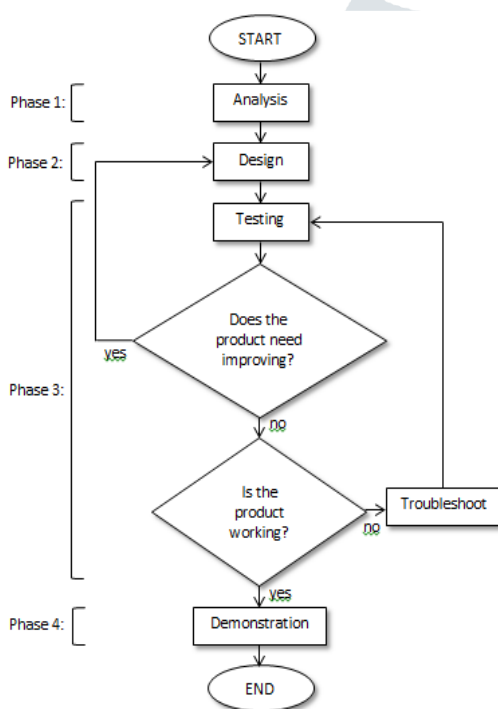 START
Phase 1:
Analysis
Phase 2:
Design
Testing
Does the
product need
improving?
yes
Phase 3:
no
Is the
product
working?
Troubleshoot
no
yes
Phase 4:
Demonstration
END